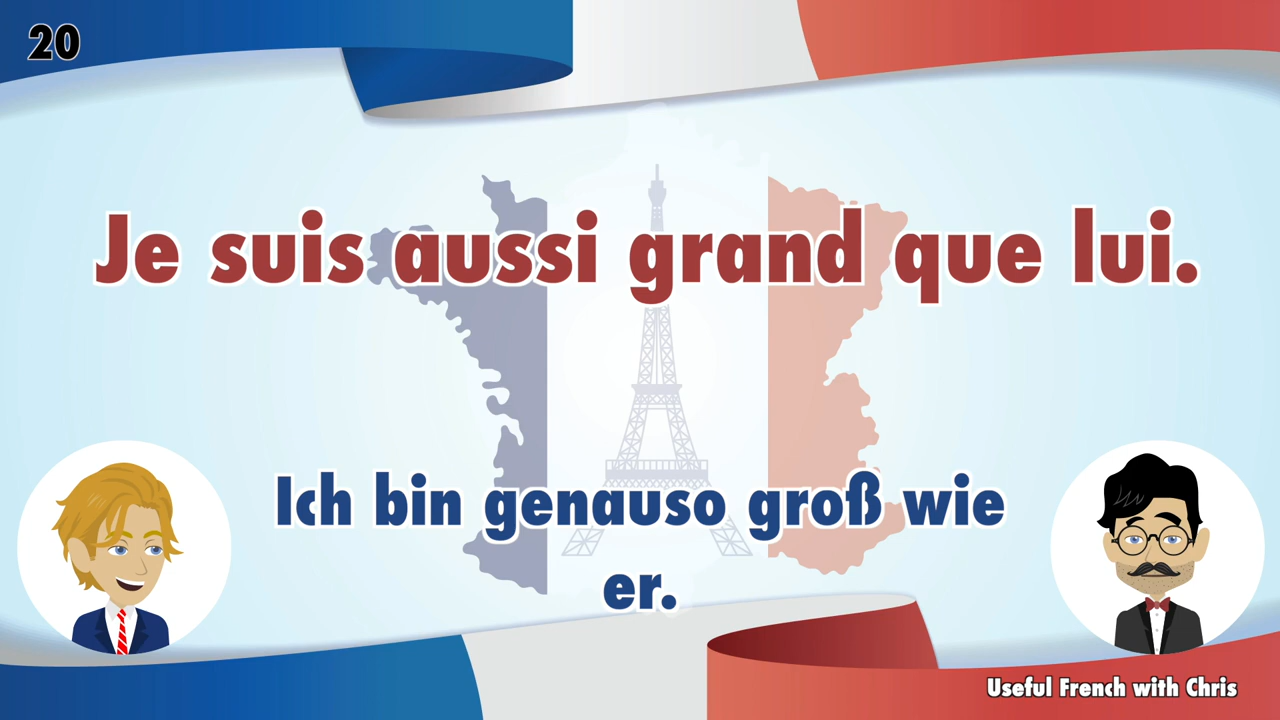 20
Je suis aussi grand que lui.
Ich bin genauso groß wie
er.
Useful French with Chris